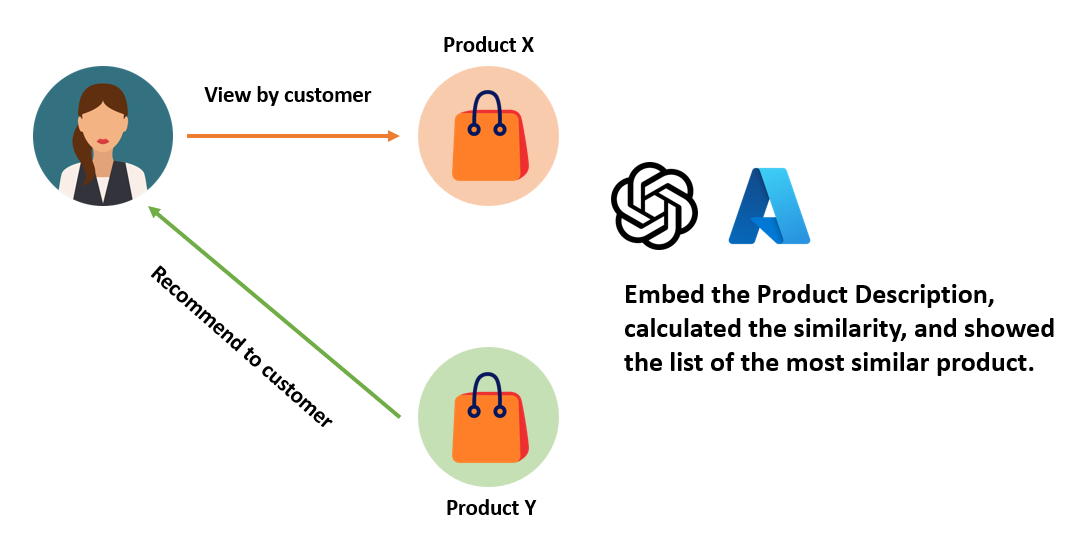 Product X
View by customer
Recommend to customer
Product Y
Embed the Product Description,
calculated the similarity, and showed
the list of the most similar product.